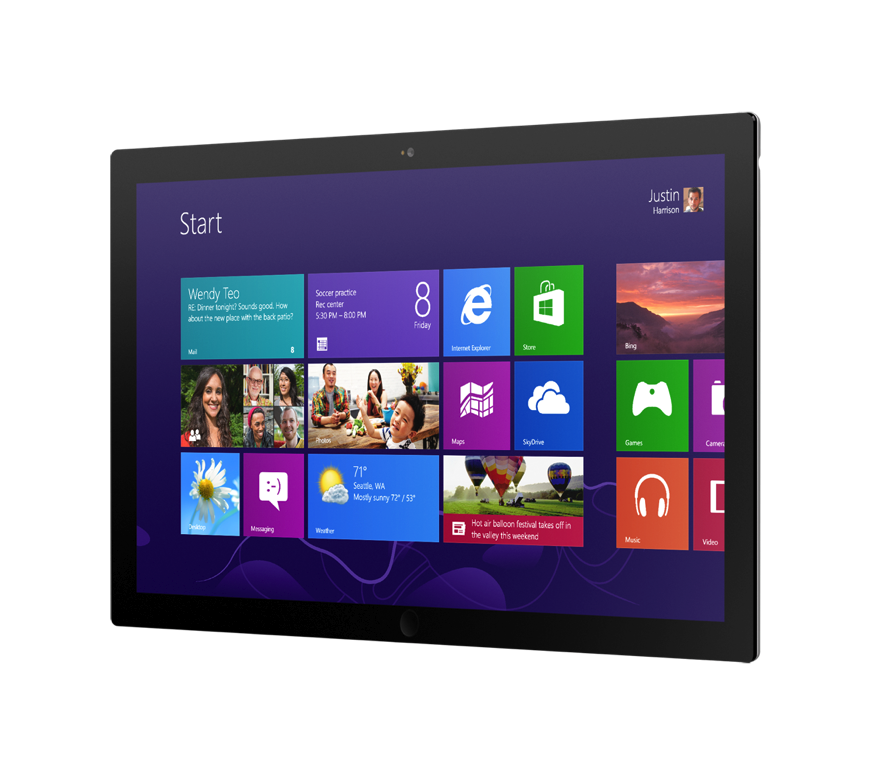 Start
Justin
Harrison
Wendy Teo
RE: Dinner tonight? Sounds good. How
about the new place with the back patio?
Mail
8
Soccer practice
Rec center
5:30 PM – 8:00 PM
8
Friday
Internet Explorer
Store
Bing
Photos
Maps
SkyDrive
Games
Camera
Desktop
Messaging
71°
Seattle, WA
Mostly sunny 72° / 53°
Weather
Hot air balloon festival takes off in
the valley this weekend
Music
Video